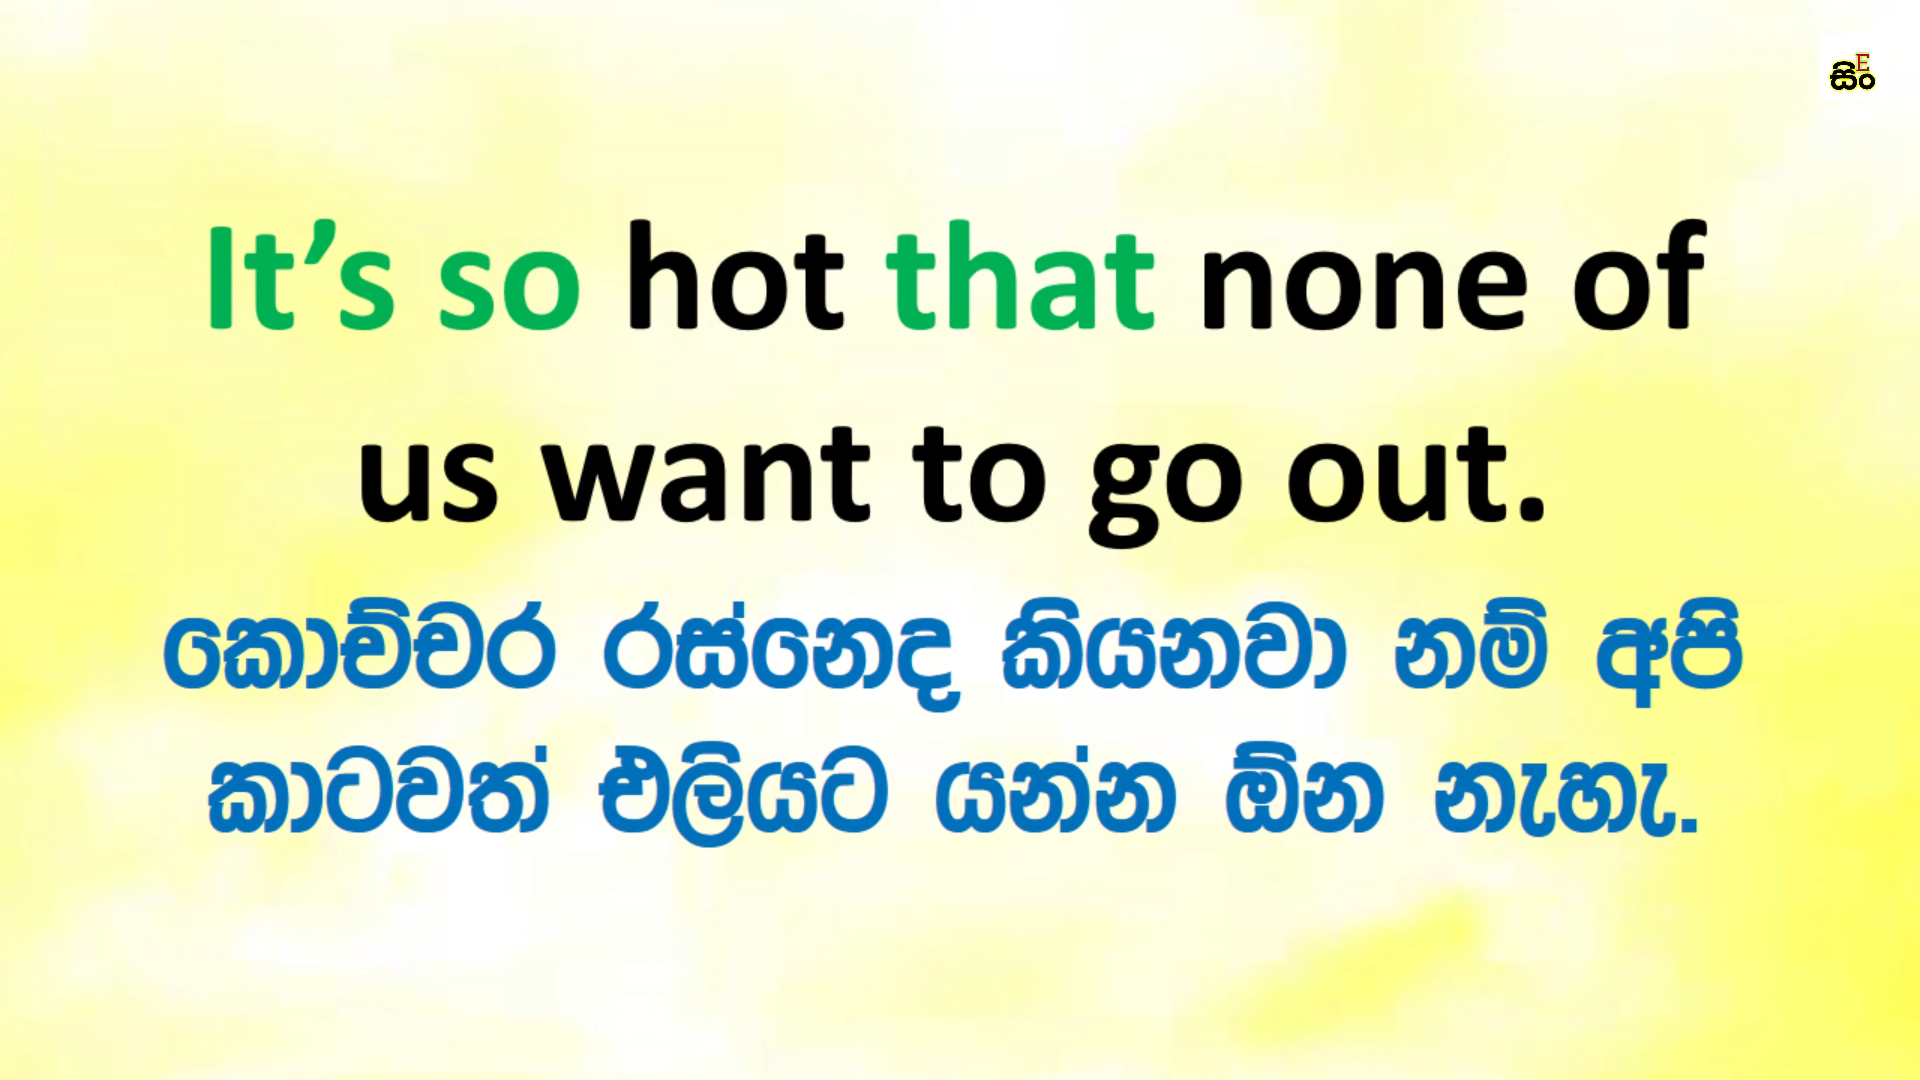 සිංE
It’s so hot that none of
us want to go out.
කොච්චර රස්නෙද කියනවා නම් අපි
කාටවත් එලියට යන්න ඕන නැහැ.